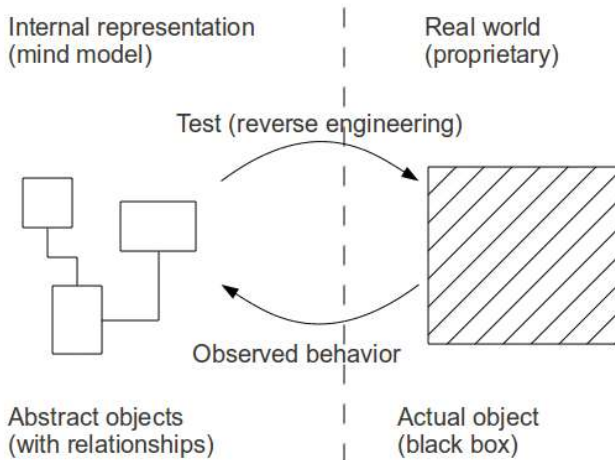 Internal representation
(mind model)
Real world
(proprietary)
Test (reverse engineering)
Observed behavior
Abstract objects
(with relationships)
Actual object
(black box)